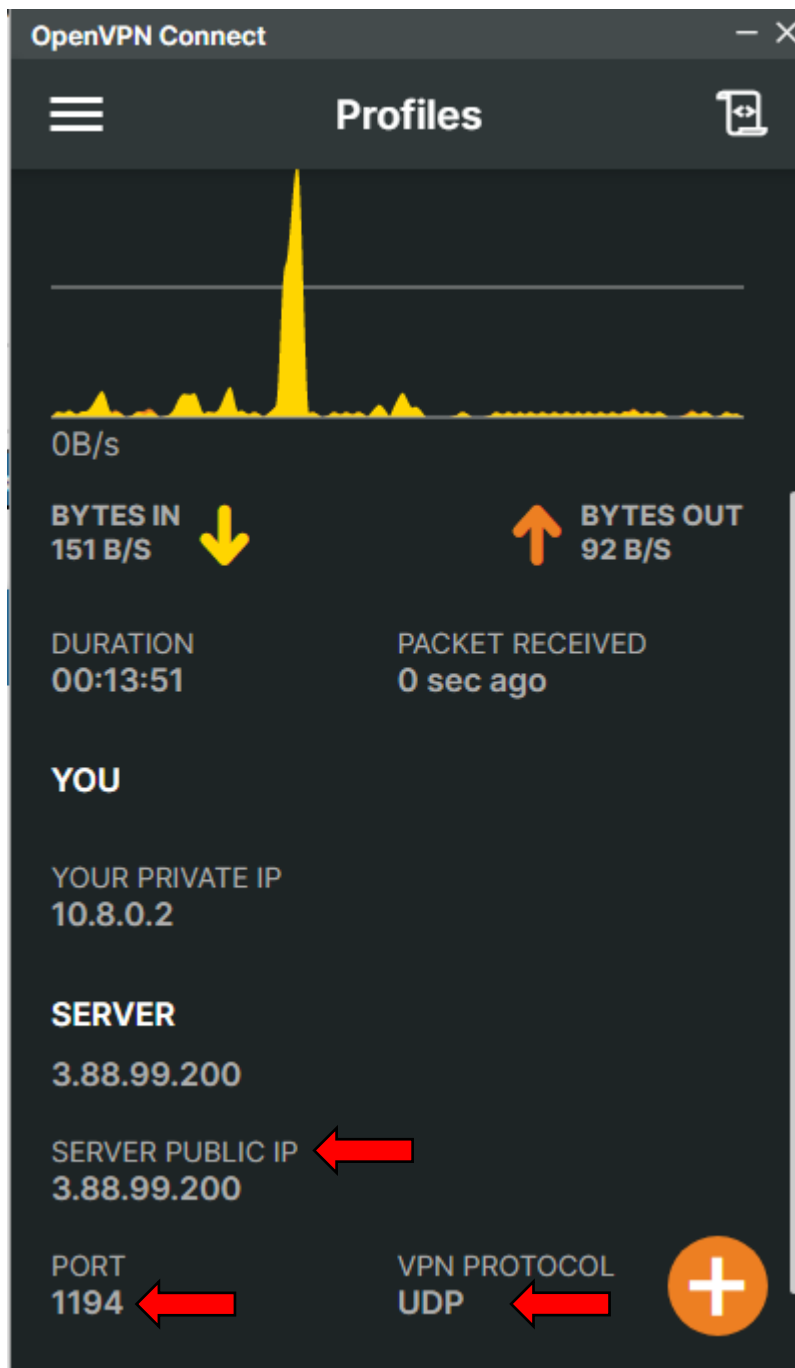 OpenVPN Connect
Profiles
0B/s
BYTES IN
151 B/S
BYTES OUT
92 B/S
DURATION
00:13:51
PACKET RECEIVED
0 sec ago
YOU
YOUR PRIVATE IP
10.8.0.2
SERVER
3.88.99.200
SERVER PUBLIC IP
3.88.99.200
PORT
1194
VPN PROTOCOL
UDP